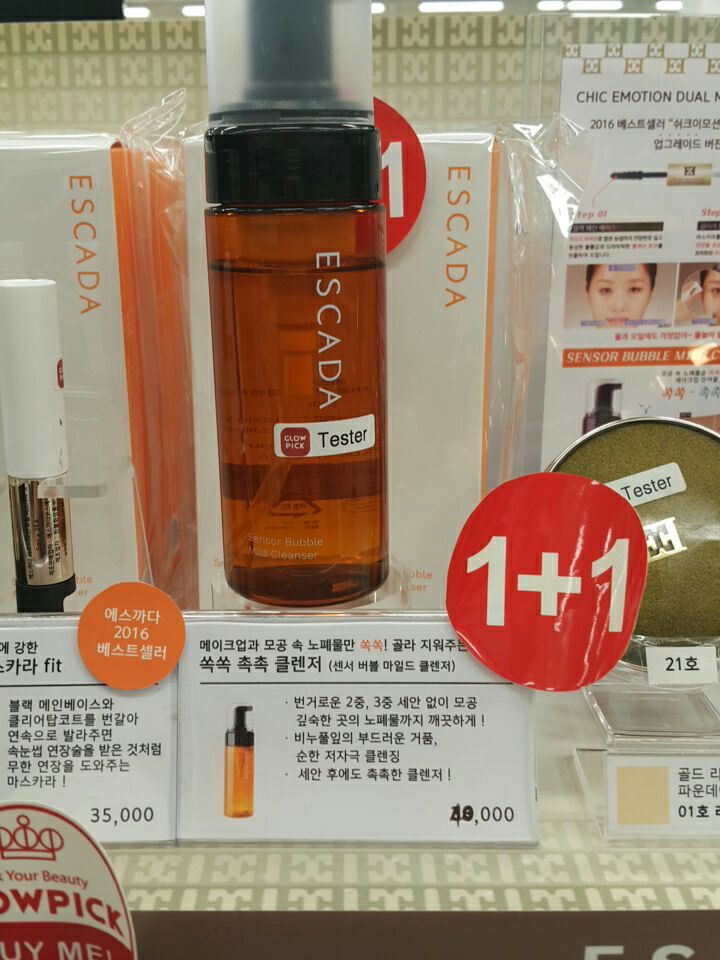 ESCADA
ESCADA
ESCADA
1
GLOW
PICK
Tester
Sensor Bubble
Mild Cleanser
CHIC EMOTION DUAL M
2016 베스트셀러 "쉬크이모션
업그레이드 버전
Step 01
Step
SENSOR BUBBLE MILD C
Tester
1+1
21호
에스까다
2016
베스트셀러
에 강한
스카라 fit
블랙 메인베이스와
클리어탑코트를 번갈아
연속으로 발라주면
속눈썹 연장술을 받은 것처럼
무한 연장을 도와주는
마스카라 !
35,000
메이크업과 모공 속 노폐물만 쏙쏙! 골라 지워주는
쏙쏙 촉촉 클렌저 (센서 버블 마일드 클렌저)
· 번거로운 2중, 3중 세안 없이 모공
깊숙한 곳의 노폐물까지 깨끗하게 !
· 비누풀잎의 부드러운 거품,
순한 저자극 클렌징
· 세안 후에도 촉촉한 클렌저 !
ESCADA
,000
골드 리
파운데
01호
k Your Beauty
OWPICK
UY ME!